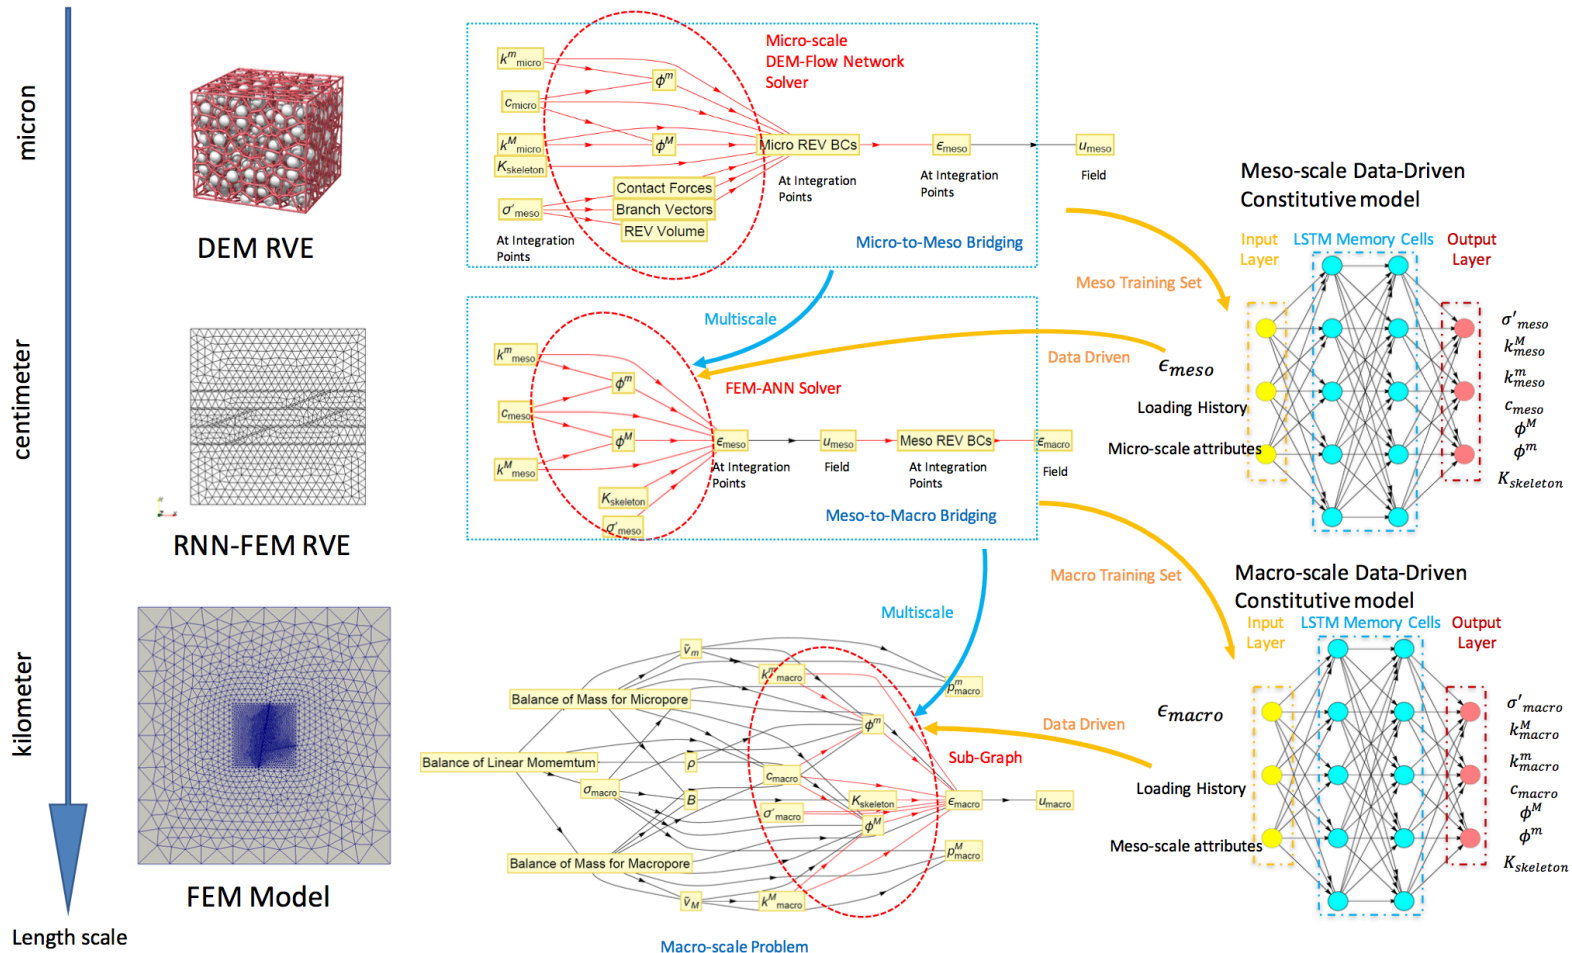 micron
DEM RVE
centimeter
RNN-FEM RVE
kilometer
FEM Model
Length scale
Micro-scale
DEM-Flow Network
Solver
k^m_micro
ϕ^m
c_micro
k^M_micro
ϕ^M
Micro REV BCs
ϵ_meso
u_meso
K_skeleton
At Integration
Points
At Integration
Points
Field
Contact Forces
σ'_meso
Branch Vectors
REV Volume
At Integration
Points
Micro-to-Meso Bridging
Multiscale
k^m_meso
ϕ^m
FEM-ANN Solver
c_meso
ϕ^M
ϵ_meso
u_meso
Meso REV BCs
ϵ_macro
k^M_meso
At Integration
Points
Field
At Integration
Points
Field
K_skeleton
σ'_meso
Meso-to-Macro Bridging
Multiscale
ṽ_m
k^m_macro
p^m_macro
Balance of Mass for Micropore
ϕ^m
Sub-Graph
Balance of Linear Momemtum
ρ̃
c_macro
σ_macro
B̃
K_skeleton
ϵ_macro
u_macro
σ'_macro
ϕ^M
Balance of Mass for Macropore
p^M_macro
ṽ_M
k^M_macro
Macro-scale Problem
Meso Training Set
Data Driven
Macro Training Set
Data Driven
Meso-scale Data-Driven
Constitutive model
Input
Layer
LSTM Memory Cells
Output
Layer
ϵ_meso
Loading History
Micro-scale attributes
σ'_meso
k^M_meso
k^m_meso
c_meso
ϕ^M
ϕ^m
K_skeleton
Macro-scale Data-Driven
Constitutive model
Input
Layer
LSTM Memory Cells
Output
Layer
ϵ_macro
Loading History
Meso-scale attributes
σ'_macro
k^M_macro
k^m_macro
c_macro
ϕ^M
ϕ^m
K_skeleton